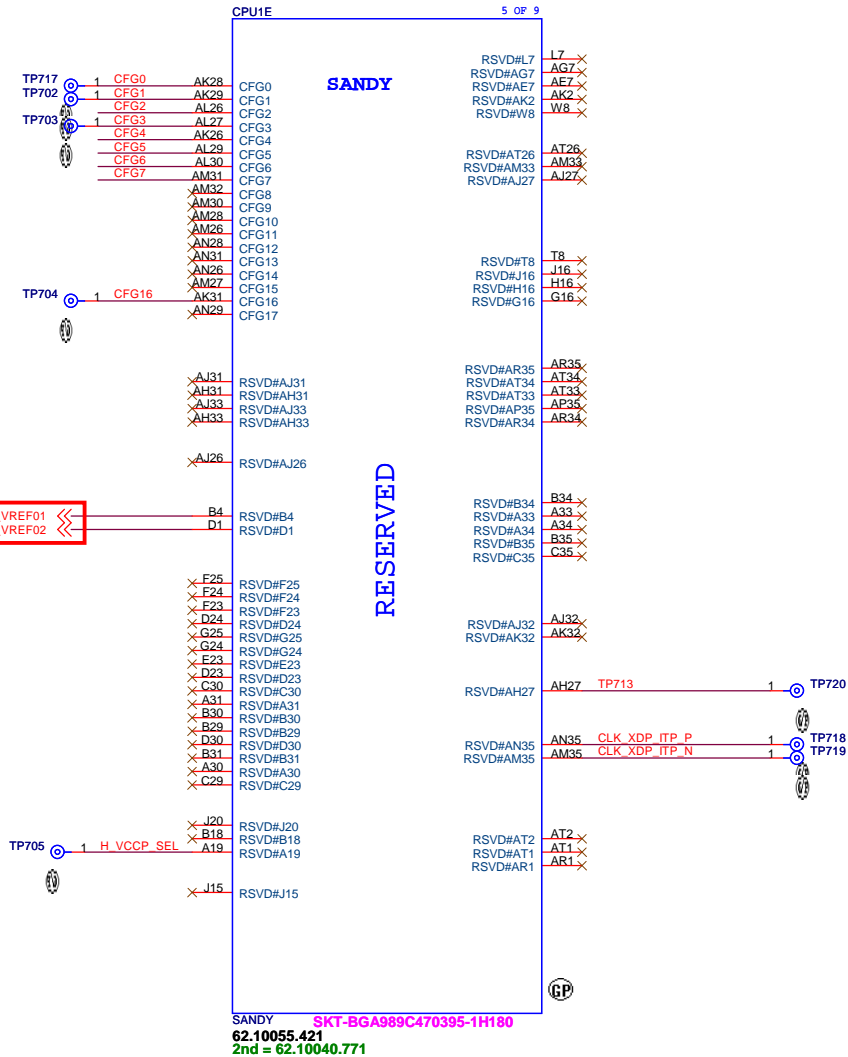 CPU1E 5 OF 9
SANDY
RESERVED
TP717 1 CFG0 AK28 CFG0
TP702 1 CFG1 AK29 CFG1
CFG2 AL26 CFG2
TP703 1 CFG3 AL27 CFG3
CFG4 AK26 CFG4
CFG5 AL29 CFG5
CFG6 AL30 CFG6
CFG7 AM31 CFG7
AM32 CFG8
AM30 CFG9
AM28 CFG10
AM26 CFG11
AN28 CFG12
AN31 CFG13
AN26 CFG14
AM27 CFG15
TP704 1 CFG16 AK31 CFG16
AN29 CFG17
AJ31 RSVD#AJ31
AH31 RSVD#AH31
AJ33 RSVD#AJ33
AH33 RSVD#AH33
AJ26 RSVD#AJ26
VREF01 B4 RSVD#B4
VREF02 D1 RSVD#D1
F25 RSVD#F25
F24 RSVD#F24
F23 RSVD#F23
D24 RSVD#D24
G25 RSVD#G25
G24 RSVD#G24
E23 RSVD#E23
D23 RSVD#D23
C30 RSVD#C30
A31 RSVD#A31
B30 RSVD#B30
B29 RSVD#B29
D30 RSVD#D30
B31 RSVD#B31
A30 RSVD#A30
C29 RSVD#C29
J20 RSVD#J20
B18 RSVD#B18
TP705 1 H_VCCP_SEL A19 RSVD#A19
J15 RSVD#J15
RSVD#L7 L7
RSVD#AG7 AG7
RSVD#AE7 AE7
RSVD#AK2 AK2
RSVD#W8 W8
RSVD#AT26 AT26
RSVD#AM33 AM33
RSVD#AJ27 AJ27
RSVD#T8 T8
RSVD#J16 J16
RSVD#H16 H16
RSVD#G16 G16
RSVD#AR35 AR35
RSVD#AT34 AT34
RSVD#AT33 AT33
RSVD#AP35 AP35
RSVD#AR34 AR34
RSVD#B34 B34
RSVD#A33 A33
RSVD#A34 A34
RSVD#B35 B35
RSVD#C35 C35
RSVD#AJ32 AJ32
RSVD#AK32 AK32
RSVD#AH27 AH27 TP713 1 TP720
RSVD#AN35 AN35 CLK_XDP_ITP_P 1 TP718
RSVD#AM35 AM35 CLK_XDP_ITP_N 1 TP719
RSVD#AT2 AT2
RSVD#AT1 AT1
RSVD#AR1 AR1
GP
SANDY SKT-BGA989C470395-1H180
62.10055.421
2nd = 62.10040.771